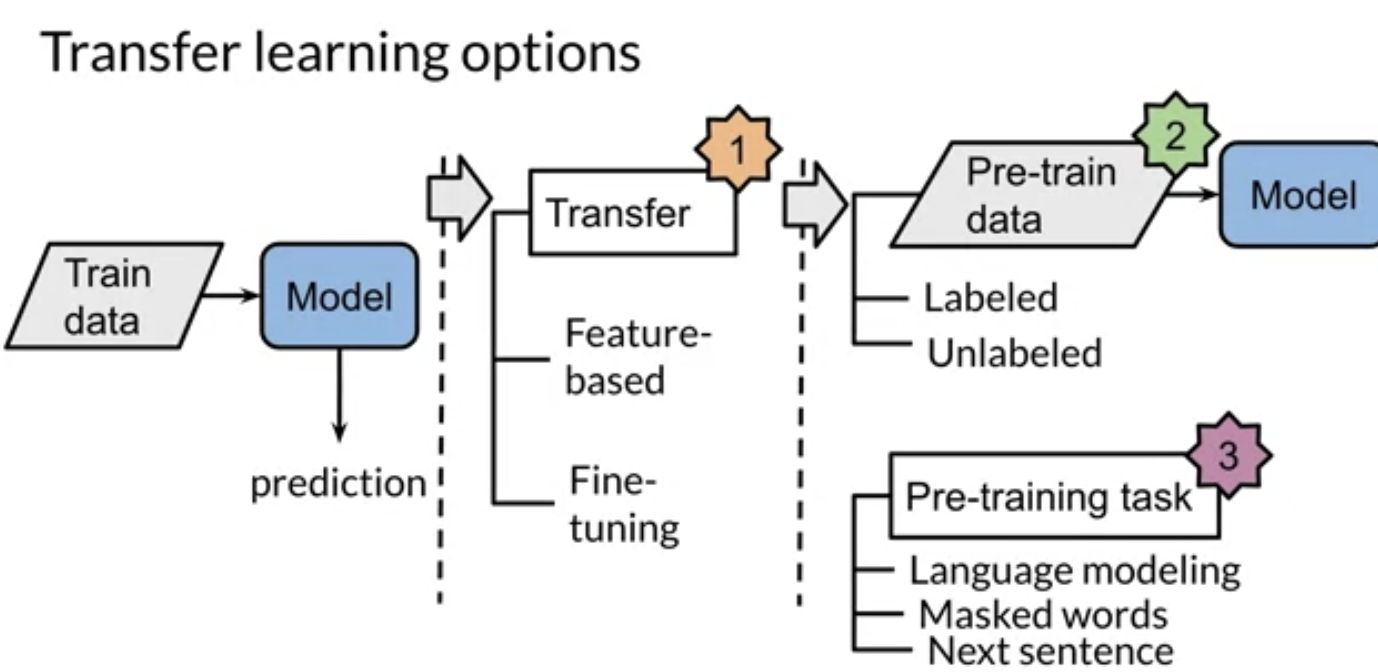 Transfer learning options
Train
data
Model
prediction
1
Transfer
Feature-
based
Fine-
tuning
2
Pre-train
data
Model
Labeled
Unlabeled
3
Pre-training task
Language modeling
Masked words
Next sentence